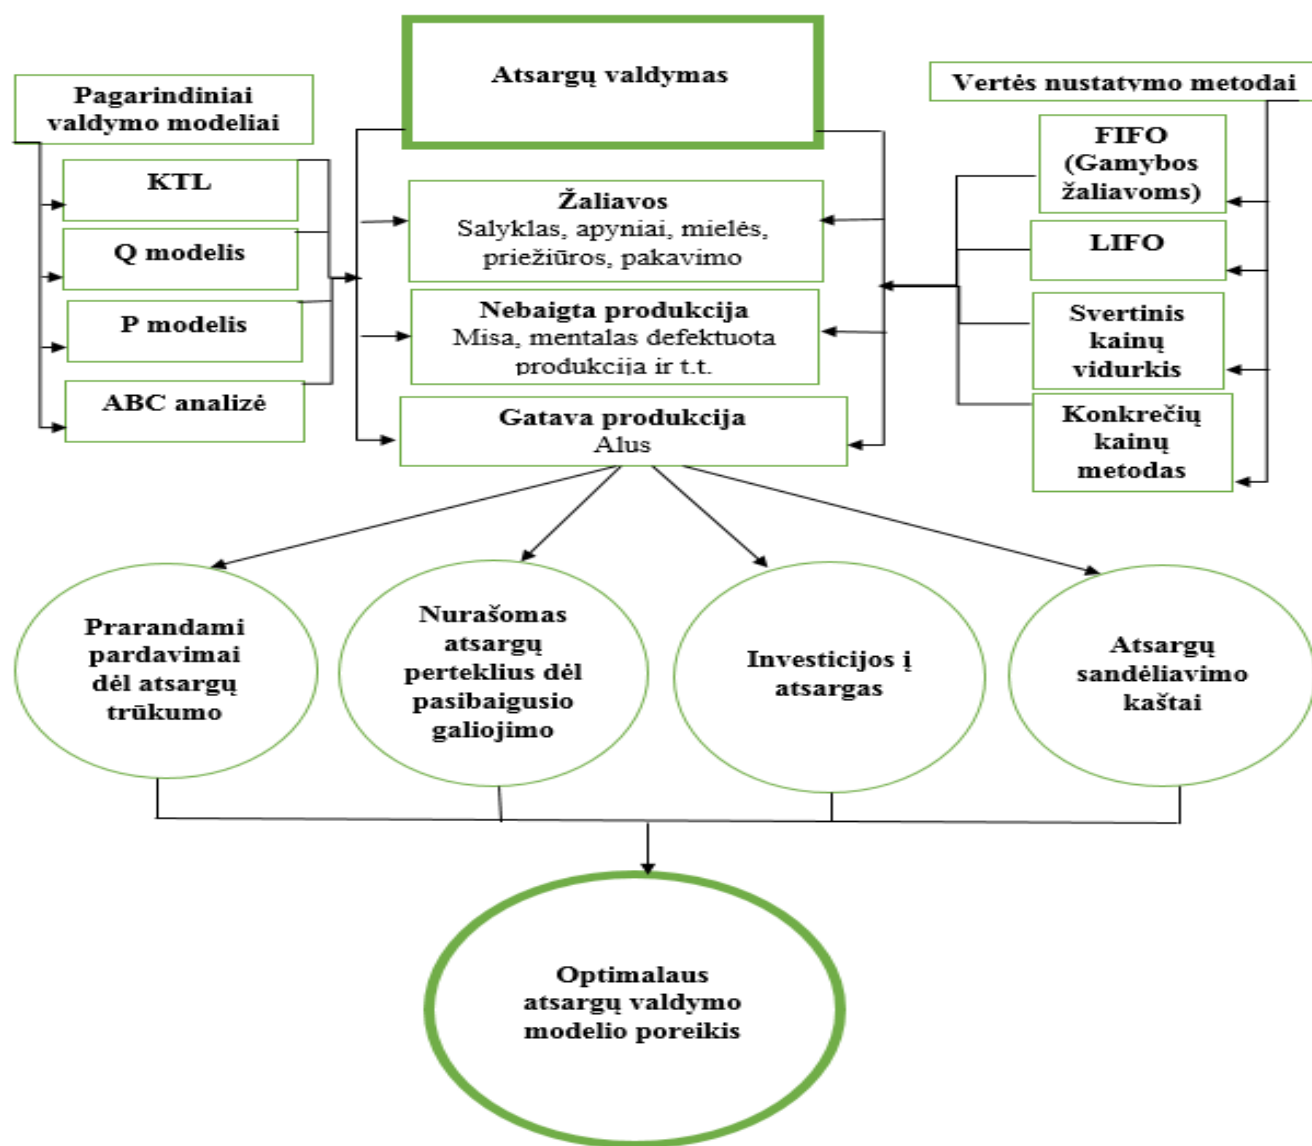 Atsargų valdymas
Pagarindiniai
valdymo modeliai
KTL
Q modelis
P modelis
ABC analizė
Žaliavos
Salyklas, apyniai, mielės,
priežiūros, pakavimo
Nebaigta produkcija
Misa, mentalas defektuota
produkcija ir t.t.
Gatava produkcija
Alus
Vertės nustatymo metodai
FIFO
(Gamybos
žaliavoms)
LIFO
Svertinis
kainų
vidurkis
Konkrečių
kainų
metodas
Prarandami
pardavimai
dėl atsargų
trūkumo
Nurašomas
atsargų
perteklius dėl
pasibaigusio
galiojimo
Investicijos į
atsargas
Atsargų
sandėliavimo
kaštai
Optimalaus
atsargų valdymo
modelio poreikis